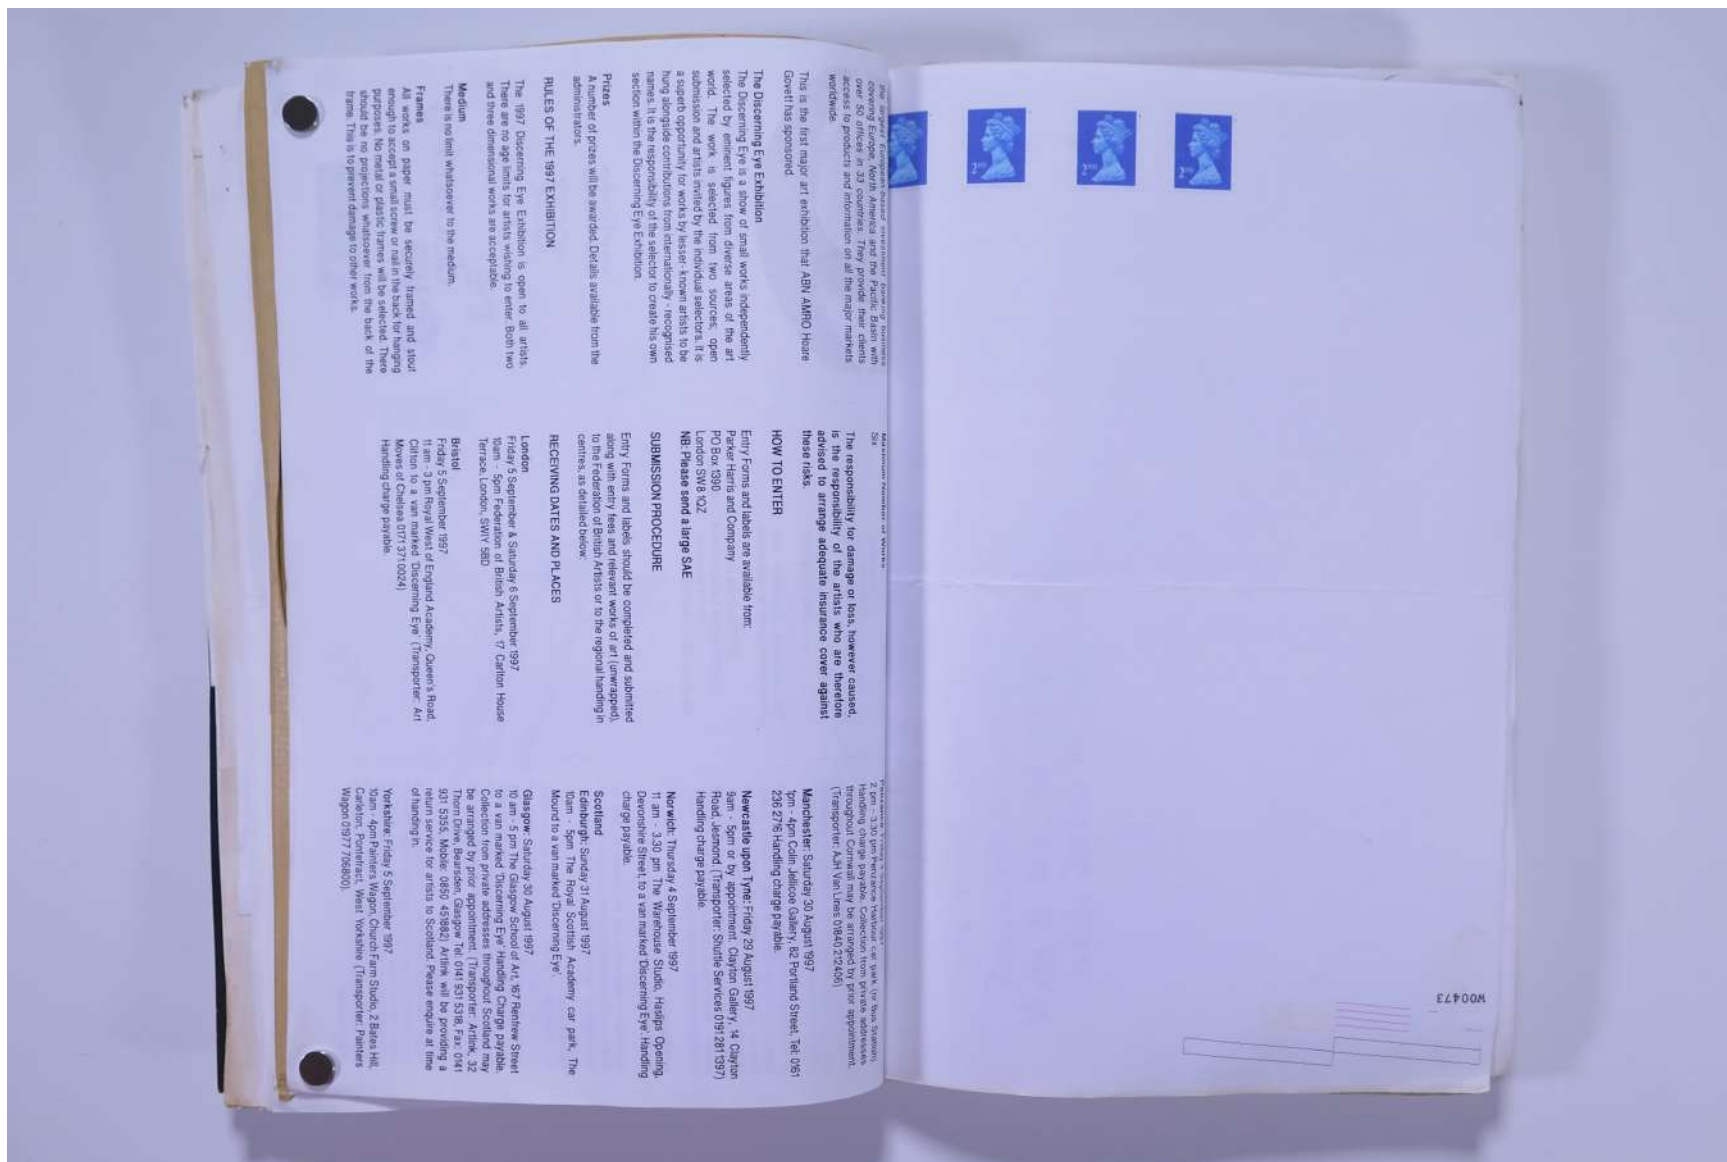 the largest European-based investment banking business
covering Europe, North America and the Pacific Basin with
over 50 offices in 33 countries. They provide their clients
access to products and information on all the major markets
worldwide.
This is the first major art exhibition that ABN AMRO Hoare
Govett has sponsored.
The Discerning Eye Exhibition
The Discerning Eye is a show of small works independently
selected by eminent figures from diverse areas of the art
world. The work is selected from two sources; open
submission and artists invited by the individual selectors. It is
a superb opportunity for works by lesser - known artists to be
hung alongside contributions from internationally - recognised
names. It is the responsibility of the selector to create his own
section within the Discerning Eye Exhibition.
Prizes
A number of prizes will be awarded. Details available from the
administrators.
RULES OF THE 1997 EXHIBITION
The 1997 Discerning Eye Exhibition is open to all artists.
There are no age limits for artists wishing to enter. Both two
and three dimensional works are acceptable.
Medium
There is no limit whatsoever to the medium.
Frames
All works on paper must be securely framed and stout
enough to accept a small screw or nail in the back for hanging
purposes. No metal or plastic frames will be selected. There
should be no projections whatsoever from the back of the
frame. This is to prevent damage to other works.
Maximum Number of Works
Six
The responsibility for damage or loss, however caused,
is the responsibility of the artists who are therefore
advised to arrange adequate insurance cover against
these risks.
HOW TO ENTER
Entry Forms and labels are available from:
Parker Harris and Company
PO Box 1390
London SW8 1QZ
NB: Please send a large SAE
SUBMISSION PROCEDURE
Entry Forms and labels should be completed and submitted
along with entry fees and relevant works of art (unwrapped),
to the Federation of British Artists or to the regional handing in
centres, as detailed below:
RECEIVING DATES AND PLACES
London
Friday 5 September & Saturday 6 September 1997
10am - 5pm Federation of British Artists, 17 Carlton House
Terrace, London, SW1Y 5BD
Bristol
Friday 5 September 1997
11 am - 3 pm Royal West of England Academy, Queen's Road,
Clifton to a van marked 'Discerning Eye' (Transporter: Art
Moves of Chelsea 0171 371 0024)
Handling charge payable.
2 pm - 3.30 pm Penzance Harbour car park (nr Bus Station)
Handling charge payable. Collection from private addresses
throughout Cornwall may be arranged by prior appointment.
(Transporter: AJH Van Lines 01840 212406)
Manchester: Saturday 30 August 1997
1pm - 4pm Colin Jellicoe Gallery, 82 Portland Street, Tel: 0161
236 2716 Handling charge payable.
Newcastle upon Tyne: Friday 29 August 1997
9am - 5pm or by appointment. Clayton Gallery, 14 Clayton
Road, Jesmond. (Transporter: Shuttle Services 0191 281 1397)
Handling charge payable.
Norwich: Thursday 4 September 1997
11 am - 3.30 pm The Warehouse Studio, Haslips Opening,
Devonshire Street, to a van marked 'Discerning Eye'. Handling
charge payable.
Scotland
Edinburgh: Sunday 31 August 1997
10am - 5pm The Royal Scottish Academy car park, The
Mound to a van marked 'Discerning Eye'.
Glasgow: Saturday 30 August 1997
10 am - 5 pm The Glasgow School of Art, 167 Renfrew Street
to a van marked 'Discerning Eye' Handling Charge payable.
Collection from private addresses throughout Scotland may
be arranged by prior appointment. (Transporter: Artlink, 32
Thorn Drive, Bearsden, Glasgow Tel: 0141 931 5318, Fax: 0141
931 5355, Mobile: 0850 451882) Artlink will be providing a
return service for artists to Scotland. Please enquire at time
of handing in.
Yorkshire: Friday 5 September 1997
10am - 4pm Painters Wagon, Church Farm Studio, 2 Bates Hill,
Carleton, Pontefract, West Yorkshire (Transporter: Painters
Wagon 01977 706800).
2ND
2ND
2ND
W00473